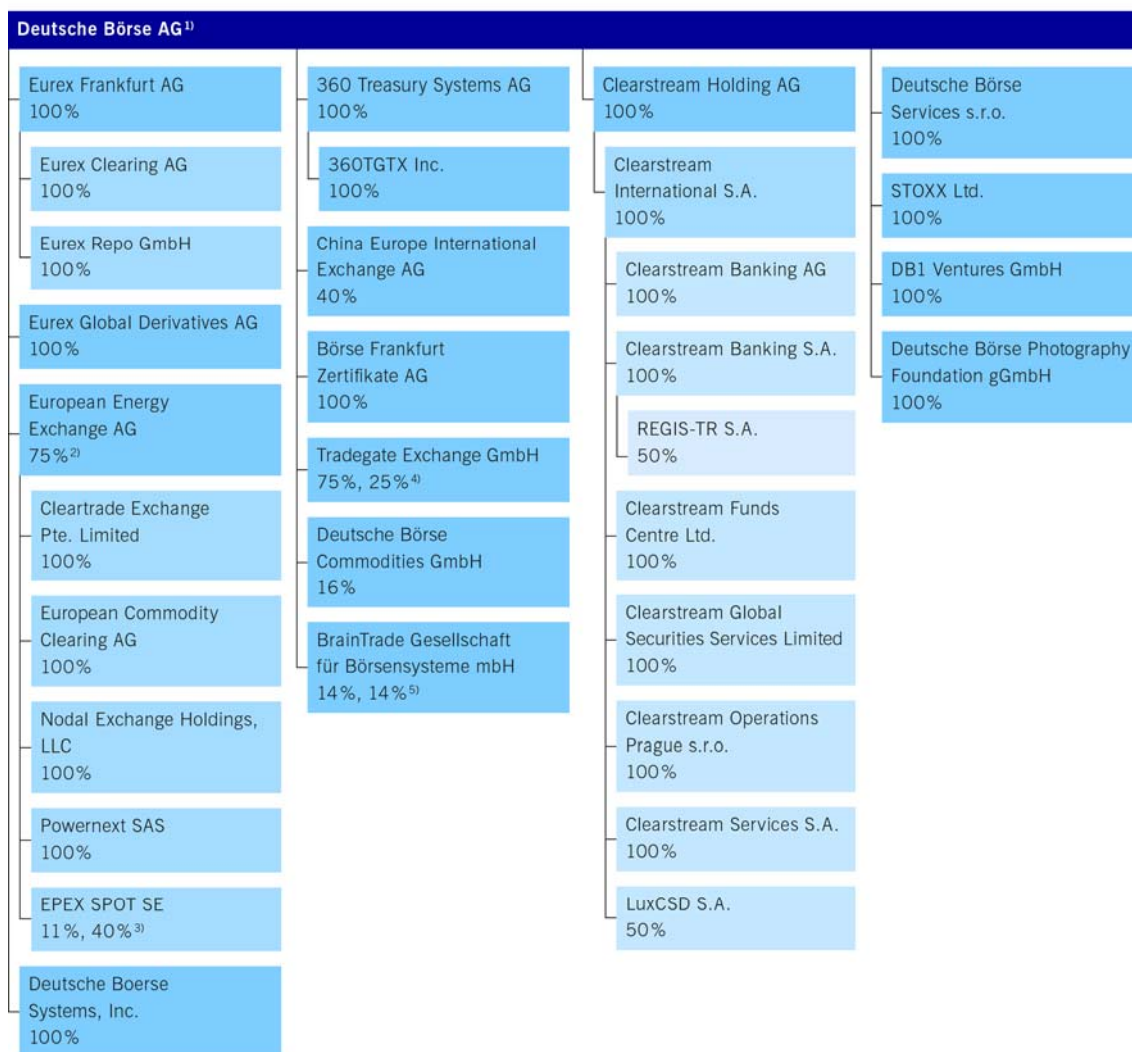 Deutsche Börse AG¹⁾
Eurex Frankfurt AG
100%
Eurex Clearing AG
100%
Eurex Repo GmbH
100%
Eurex Global Derivatives AG
100%
European Energy
Exchange AG
75%²⁾
Cleartrade Exchange
Pte. Limited
100%
European Commodity
Clearing AG
100%
Nodal Exchange Holdings,
LLC
100%
Powernext SAS
100%
EPEX SPOT SE
11%, 40%³⁾
Deutsche Boerse
Systems, Inc.
100%
360 Treasury Systems AG
100%
360TGTX Inc.
100%
China Europe International
Exchange AG
40%
Börse Frankfurt
Zertifikate AG
100%
Tradegate Exchange GmbH
75%, 25%⁴⁾
Deutsche Börse
Commodities GmbH
16%
BrainTrade Gesellschaft
für Börsensysteme mbH
14%, 14%⁵⁾
Clearstream Holding AG
100%
Clearstream
International S.A.
100%
Clearstream Banking AG
100%
Clearstream Banking S.A.
100%
REGIS-TR S.A.
50%
Clearstream Funds
Centre Ltd.
100%
Clearstream Global
Securities Services Limited
100%
Clearstream Operations
Prague s.r.o.
100%
Clearstream Services S.A.
100%
LuxCSD S.A.
50%
Deutsche Börse
Services s.r.o.
100%
STOXX Ltd.
100%
DB1 Ventures GmbH
100%
Deutsche Börse Photography
Foundation gGmbH
100%